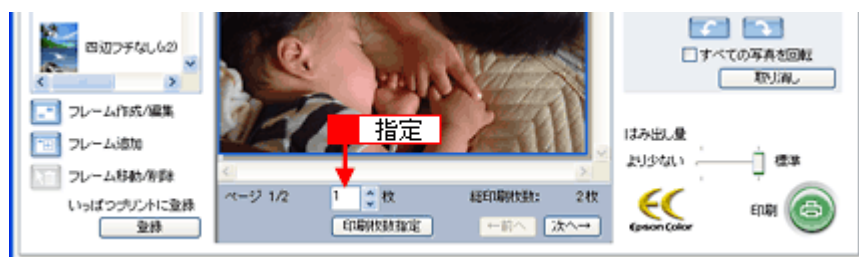 四辺フチなし(x2)
フレーム作成/編集
フレーム追加
フレーム移動/削除
いっぱつプリントに登録
登録
指定
ページ 1/2
1
枚
総印刷枚数:
2枚
印刷枚数指定
←前へ
次へ→
すべての写真を回転
取り消し
はみ出し量
より少ない
標準
Epson Color
印刷